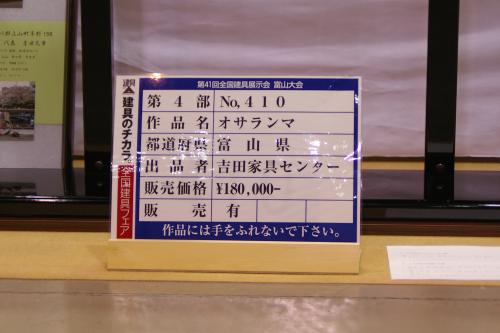 第41回全国建具展示会 富山大会
第4部 No,410
作品名 オサランマ
都道府県 富山県
出品者 吉田家具センター
販売価格 ¥180,000-
販売 有
作品には手をふれないで下さい。
建具のチカラ。
全国建具フェア